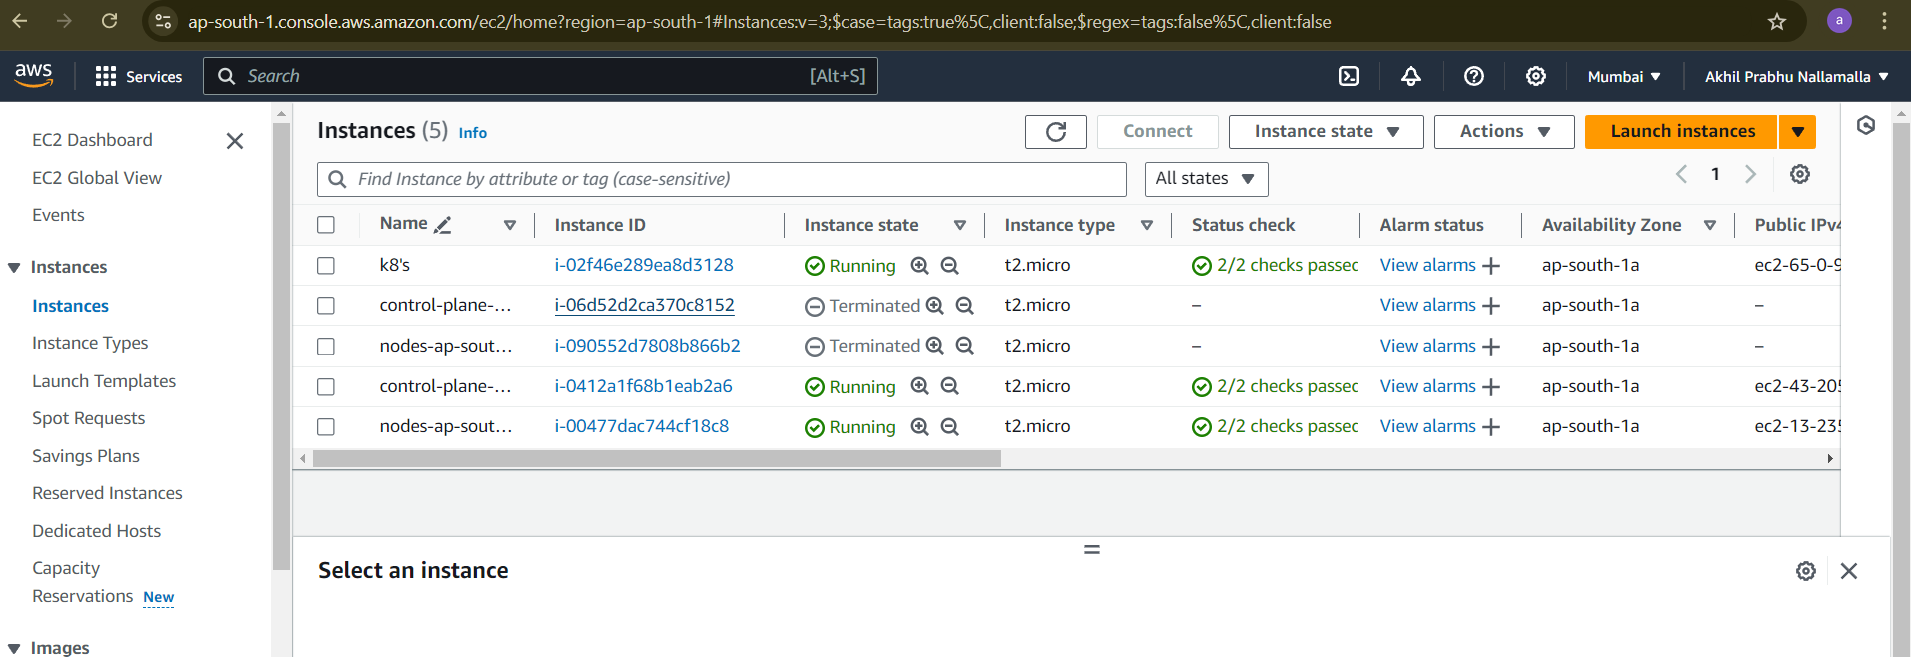 ap-south-1.console.aws.amazon.com/ec2/home?region=ap-south-1#Instances:v=3;$case=tags:true%5C,client:false;$regex=tags:false%5C,client:false
a
aws
Services
Search
[Alt+S]
Mumbai
Akhil Prabhu Nallamalla
EC2 Dashboard
EC2 Global View
Events
Instances
Instances
Instance Types
Launch Templates
Spot Requests
Savings Plans
Reserved Instances
Dedicated Hosts
Capacity
Reservations New
Images
Instances (5) Info
Connect
Instance state
Actions
Launch instances
Find Instance by attribute or tag (case-sensitive)
All states
1
Name Instance ID Instance state Instance type Status check Alarm status Availability Zone Public IPv4
k8's i-02f46e289ea8d3128 Running t2.micro 2/2 checks passed View alarms + ap-south-1a ec2-65-0-9
control-plane-... i-06d52d2ca370c8152 Terminated t2.micro – View alarms + ap-south-1a –
nodes-ap-sout... i-090552d7808b866b2 Terminated t2.micro – View alarms + ap-south-1a –
control-plane-... i-0412a1f68b1eab2a6 Running t2.micro 2/2 checks passed View alarms + ap-south-1a ec2-43-205
nodes-ap-sout... i-00477dac744cf18c8 Running t2.micro 2/2 checks passed View alarms + ap-south-1a ec2-13-235
Select an instance